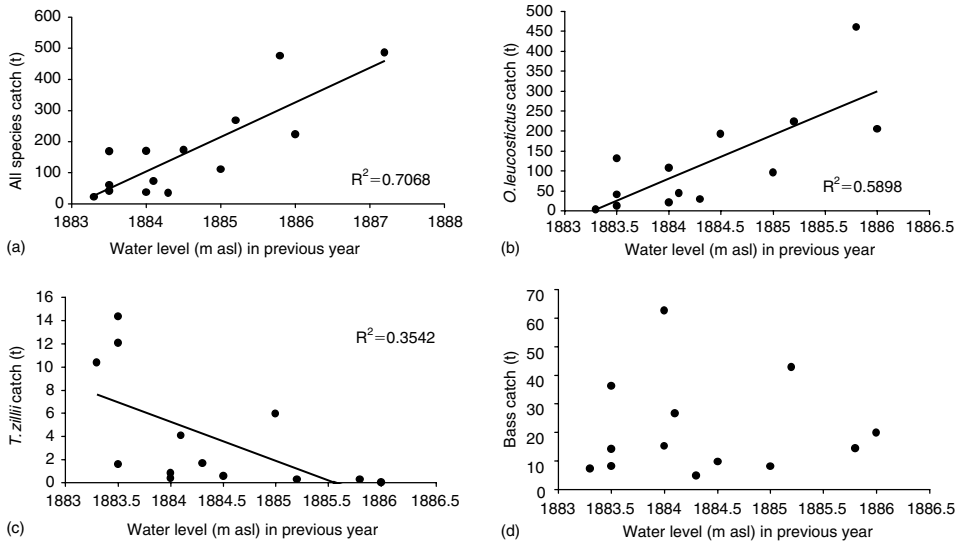 600
500
400
300
200
100
0
All species catch (t)
R²=0.7068
1883 1884 1885 1886 1887 1888
(a) Water level (m asl) in previous year
500
450
400
350
300
250
200
150
100
50
0
O.leucostictus catch (t)
R²=0.5898
1883 1883.5 1884 1884.5 1885 1885.5 1886 1886.5
(b) Water level (m asl) in previous year
16
14
12
10
8
6
4
2
0
T.zillii catch (t)
R²=0.3542
1883 1883.5 1884 1884.5 1885 1885.5 1886 1886.5
(c) Water level (m asl) in previous year
70
60
50
40
30
20
10
0
Bass catch (t)
1883 1883.5 1884 1884.5 1885 1885.5 1886 1886.5
(d) Water level (m asl) in previous year